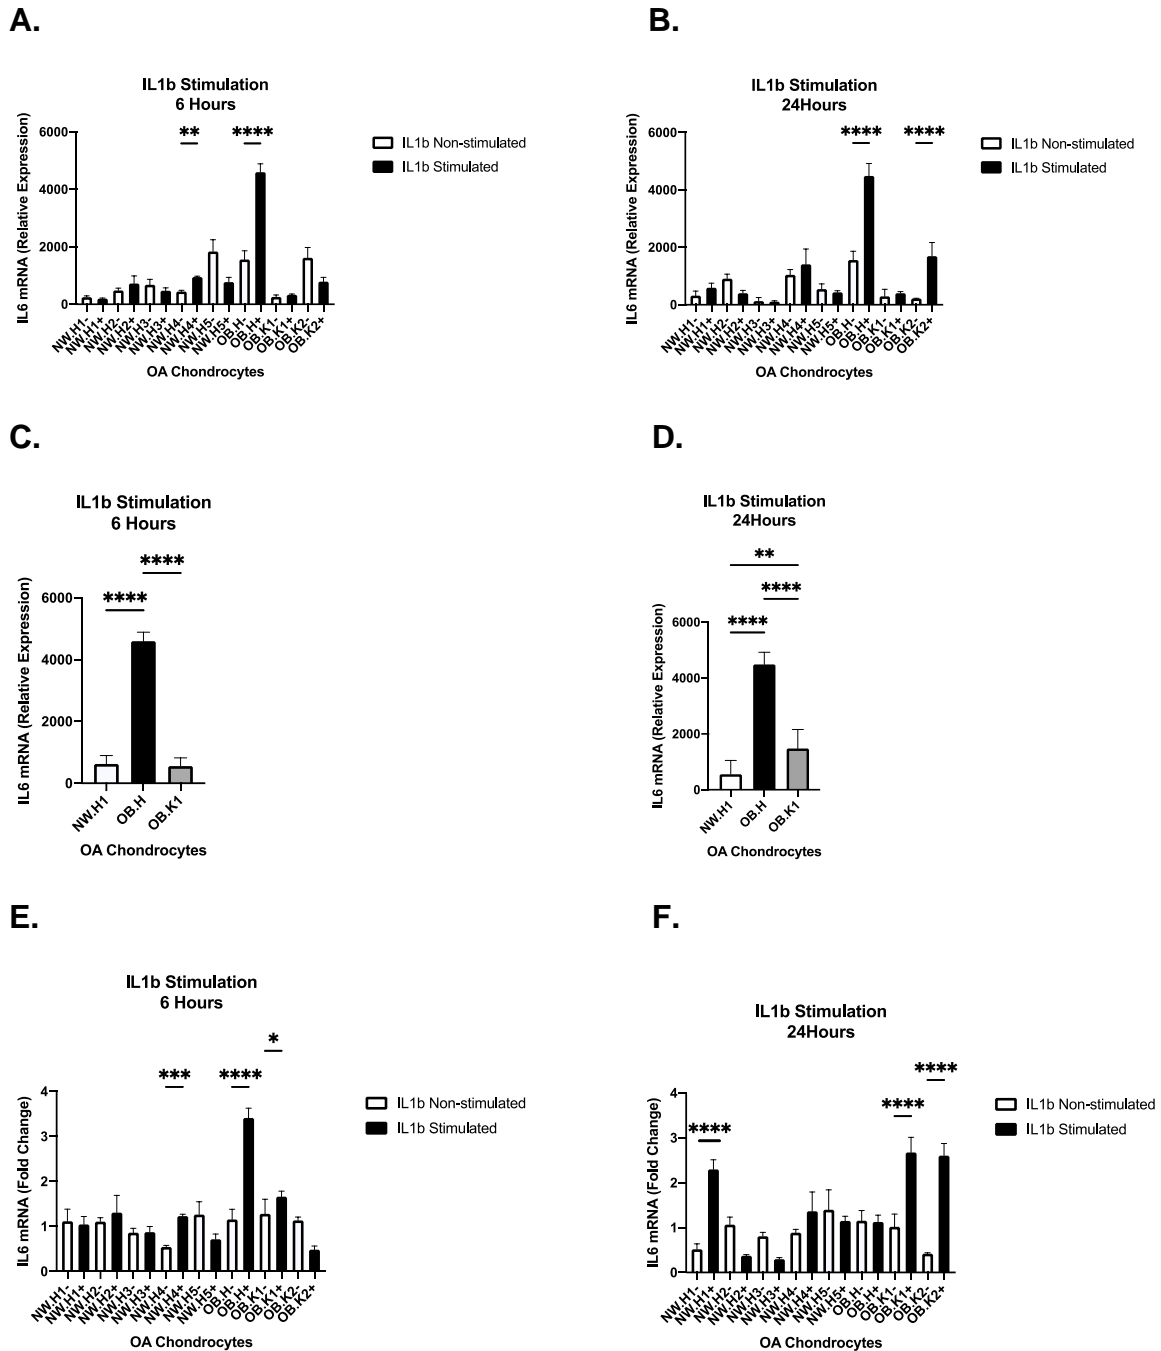 A.
IL1b Stimulation
6 Hours
IL6 mRNA (Relative Expression)
6000
4000
2000
0
** ****
IL1b Non-stimulated
IL1b Stimulated
NW.H1- NW.H1+ NW.H2- NW.H2+ NW.H3- NW.H3+ NW.H4- NW.H4+ NW.H5- NW.H5+ OB.H- OB.H+ OB.K1- OB.K1+ OB.K2- OB.K2+
OA Chondrocytes
B.
IL1b Stimulation
24Hours
IL6 mRNA (Relative Expression)
6000
4000
2000
0
**** ****
IL1b Non-stimulated
IL1b Stimulated
NW.H1- NW.H1+ NW.H2- NW.H2+ NW.H3- NW.H3+ NW.H4- NW.H4+ NW.H5- NW.H5+ OB.H- OB.H+ OB.K1- OB.K1+ OB.K2- OB.K2+
OA Chondrocytes
C.
IL1b Stimulation
6 Hours
****
****
IL6 mRNA (Relative Expression)
6000
4000
2000
0
NW.H1 OB.H OB.K1
OA Chondrocytes
D.
IL1b Stimulation
24Hours
**
****
****
IL6 mRNA (Relative Expression)
6000
4000
2000
0
NW.H1 OB.H OB.K1
OA Chondrocytes
E.
IL1b Stimulation
6 Hours
*
*** ****
IL6 mRNA (Fold Change)
4
3
2
1
0
IL1b Non-stimulated
IL1b Stimulated
NW.H1- NW.H1+ NW.H2- NW.H2+ NW.H3- NW.H3+ NW.H4- NW.H4+ NW.H5- NW.H5+ OB.H- OB.H+ OB.K1- OB.K1+ OB.K2- OB.K2+
OA Chondrocytes
F.
IL1b Stimulation
24Hours
****
****
****
IL6 mRNA (Fold Change)
4
3
2
1
0
IL1b Non-stimulated
IL1b Stimulated
NW.H1- NW.H1+ NW.H2- NW.H2+ NW.H3- NW.H3+ NW.H4- NW.H4+ NW.H5- NW.H5+ OB.H- OB.H+ OB.K1- OB.K1+ OB.K2- OB.K2+
OA Chondrocytes